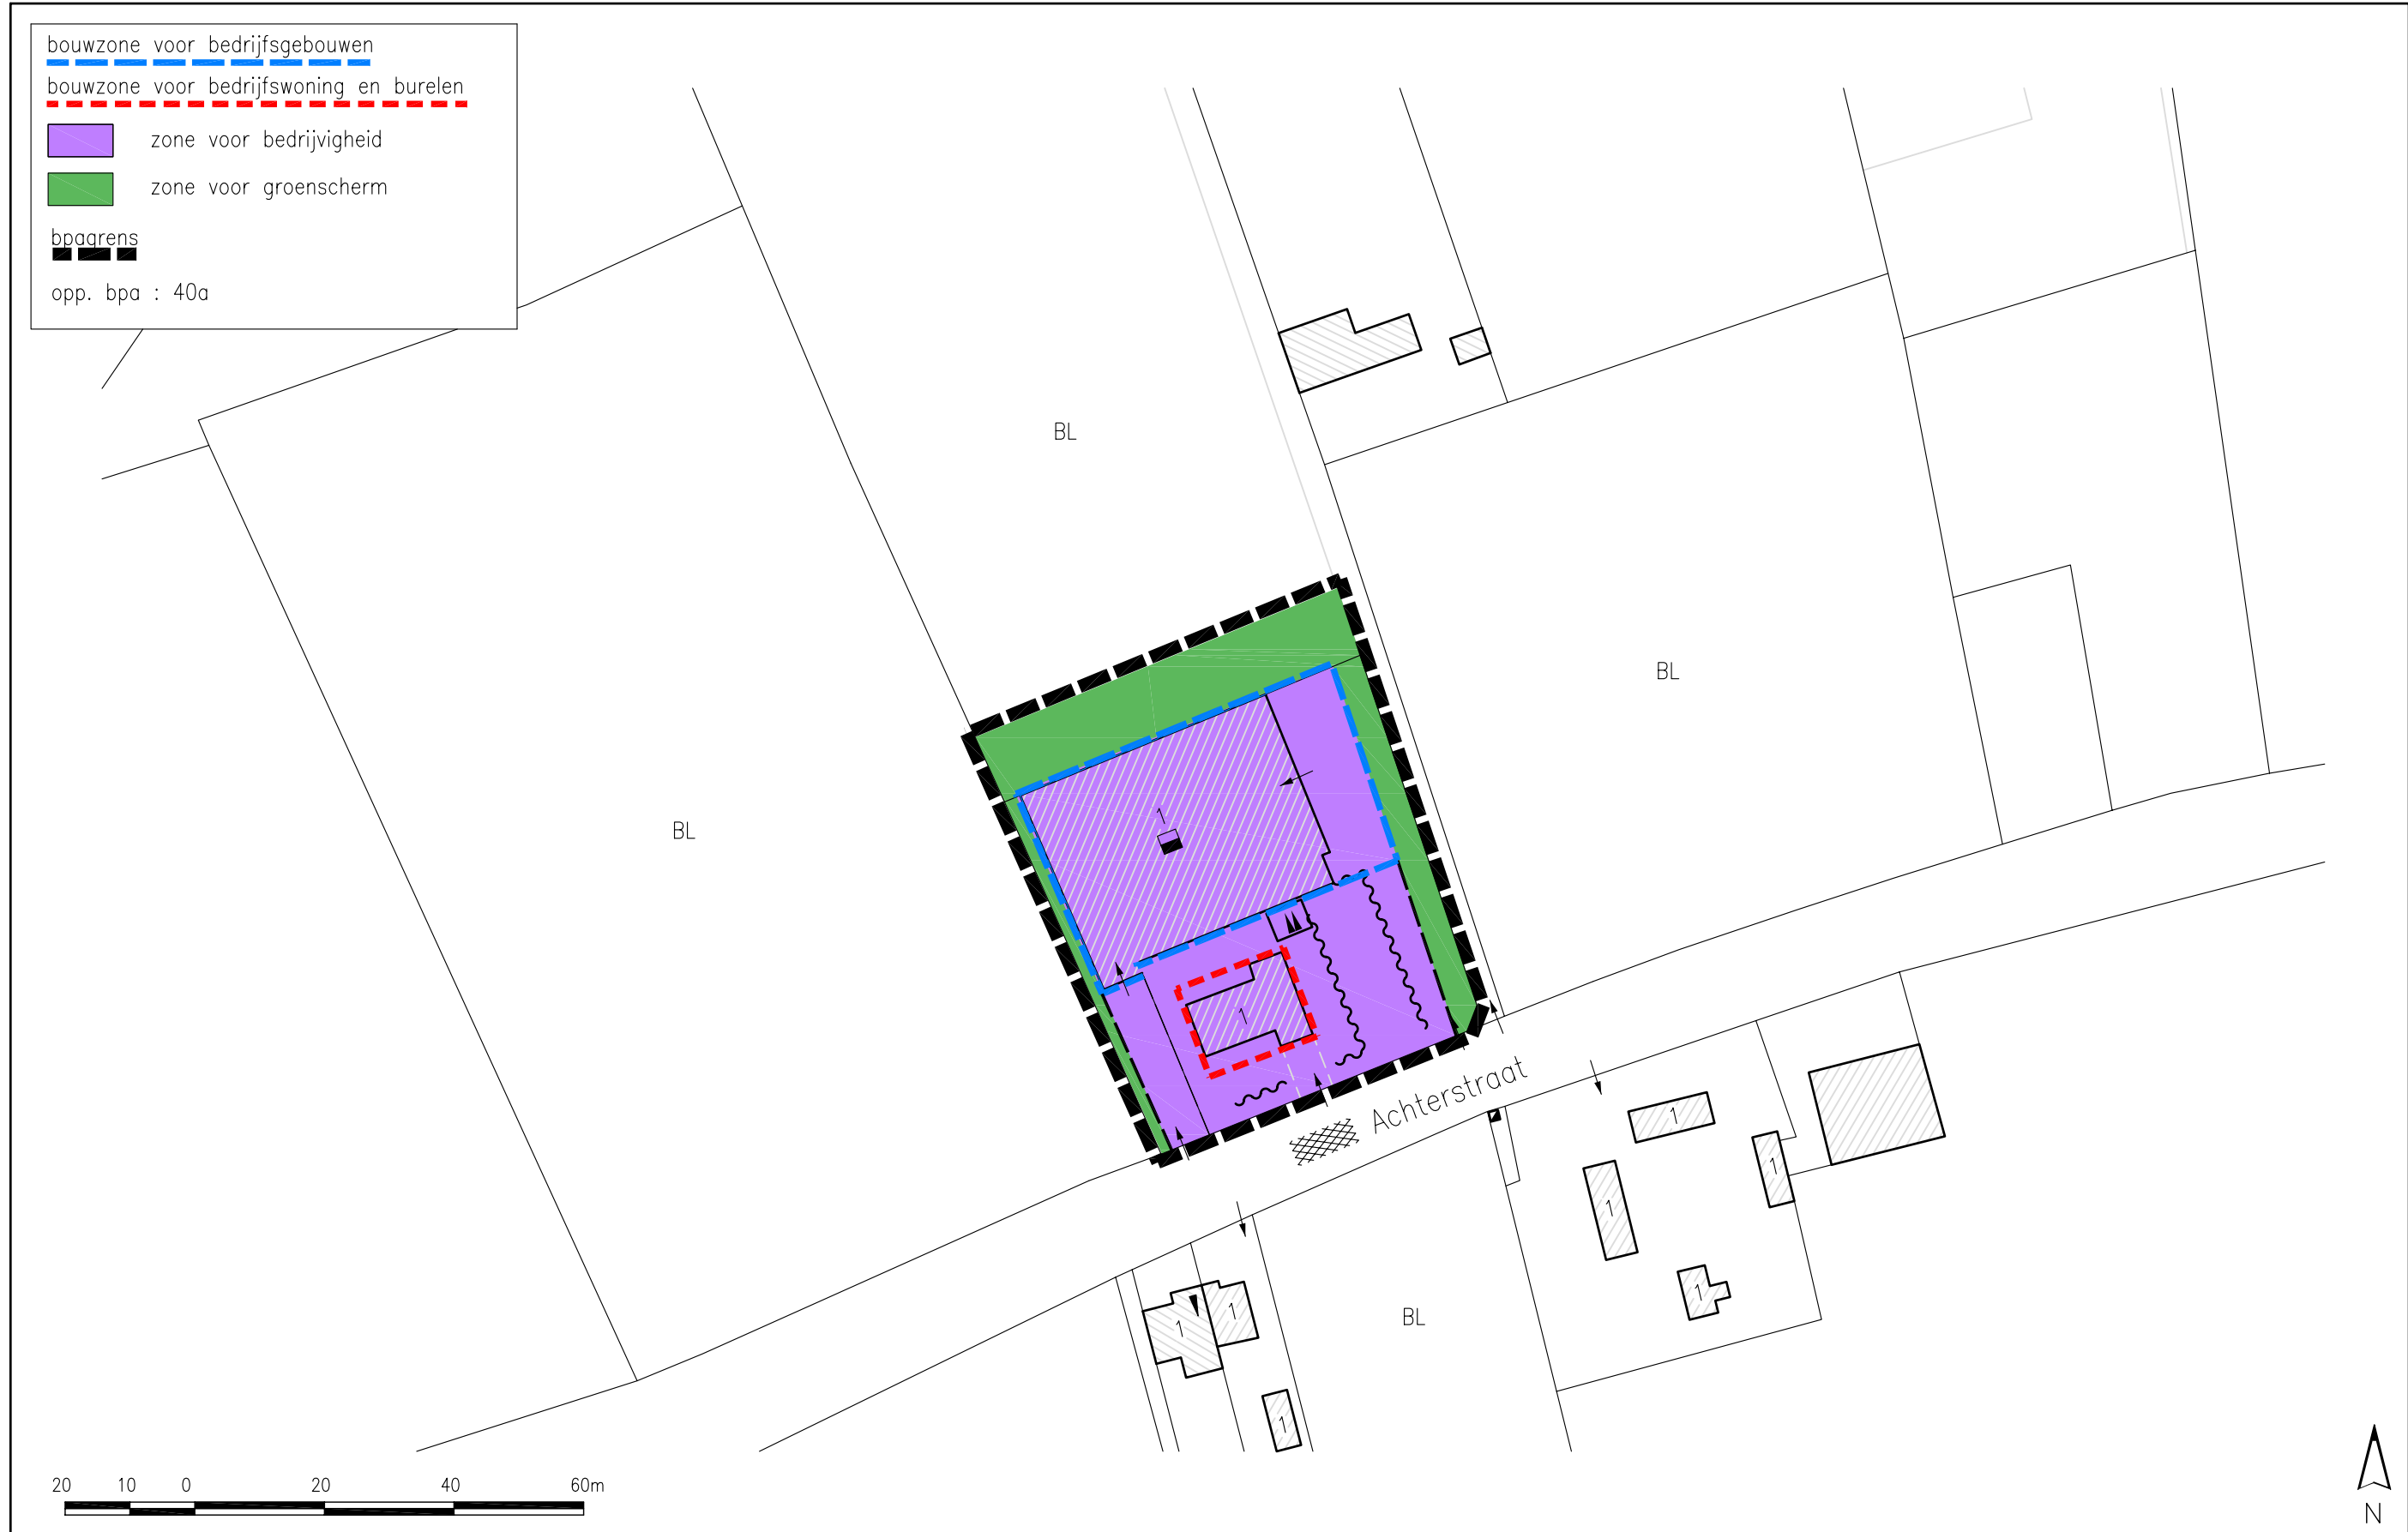 bouwzone voor bedrijfsgebouwen
bouwzone voor bedrijfswoning en burelen
zone voor bedrijvigheid
zone voor groenscherm
bpagrens
opp. bpa : 40a
BL
BL
BL
1
1
Achterstraat
1
1
1
1
1
1
BL
1
20 10 0 20 40 60m
N